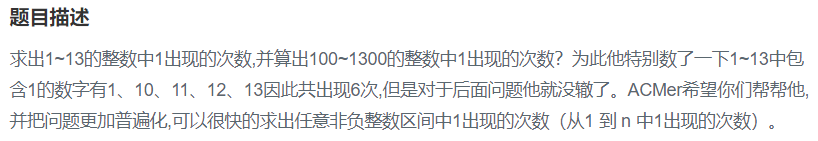 题目描述
求出1~13的整数中1出现的次数,并算出100~1300的整数中1出现的次数？为此他特别数了一下1~13中包
含1的数字有1、10、11、12、13因此共出现6次,但是对于后面问题他就没辙了。ACMer希望你们帮帮他,
并把问题更加普遍化,可以很快的求出任意非负整数区间中1出现的次数（从1 到 n 中1出现的次数）。